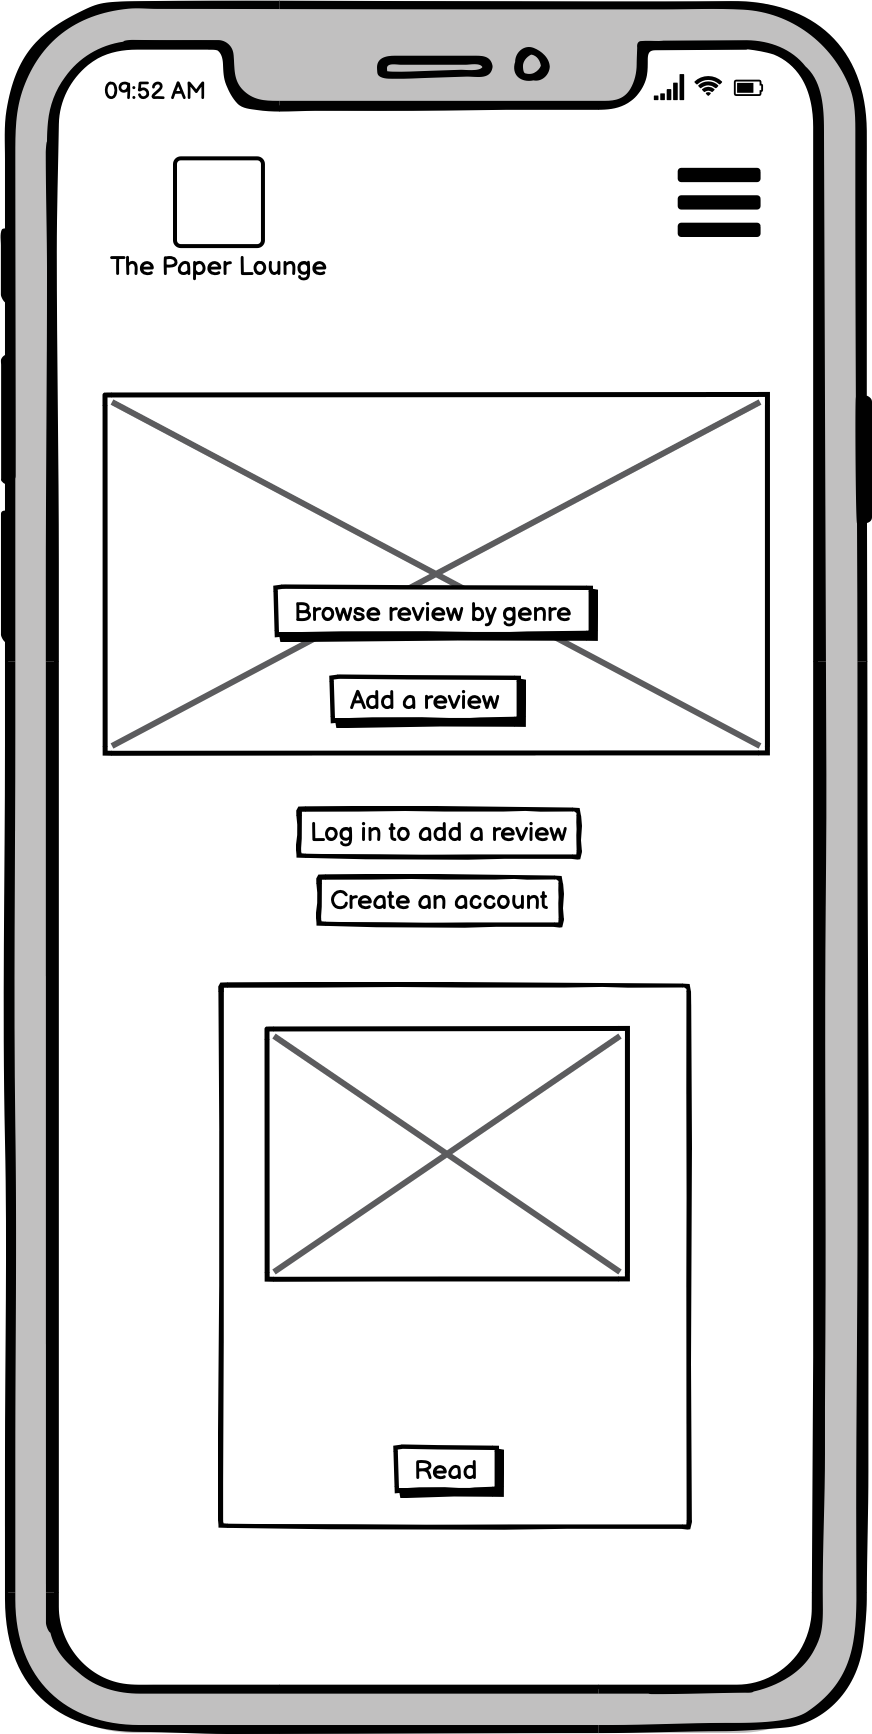 09:52 AM
The Paper Lounge
Browse review by genre
Add a review
Log in to add a review
Create an account
Read